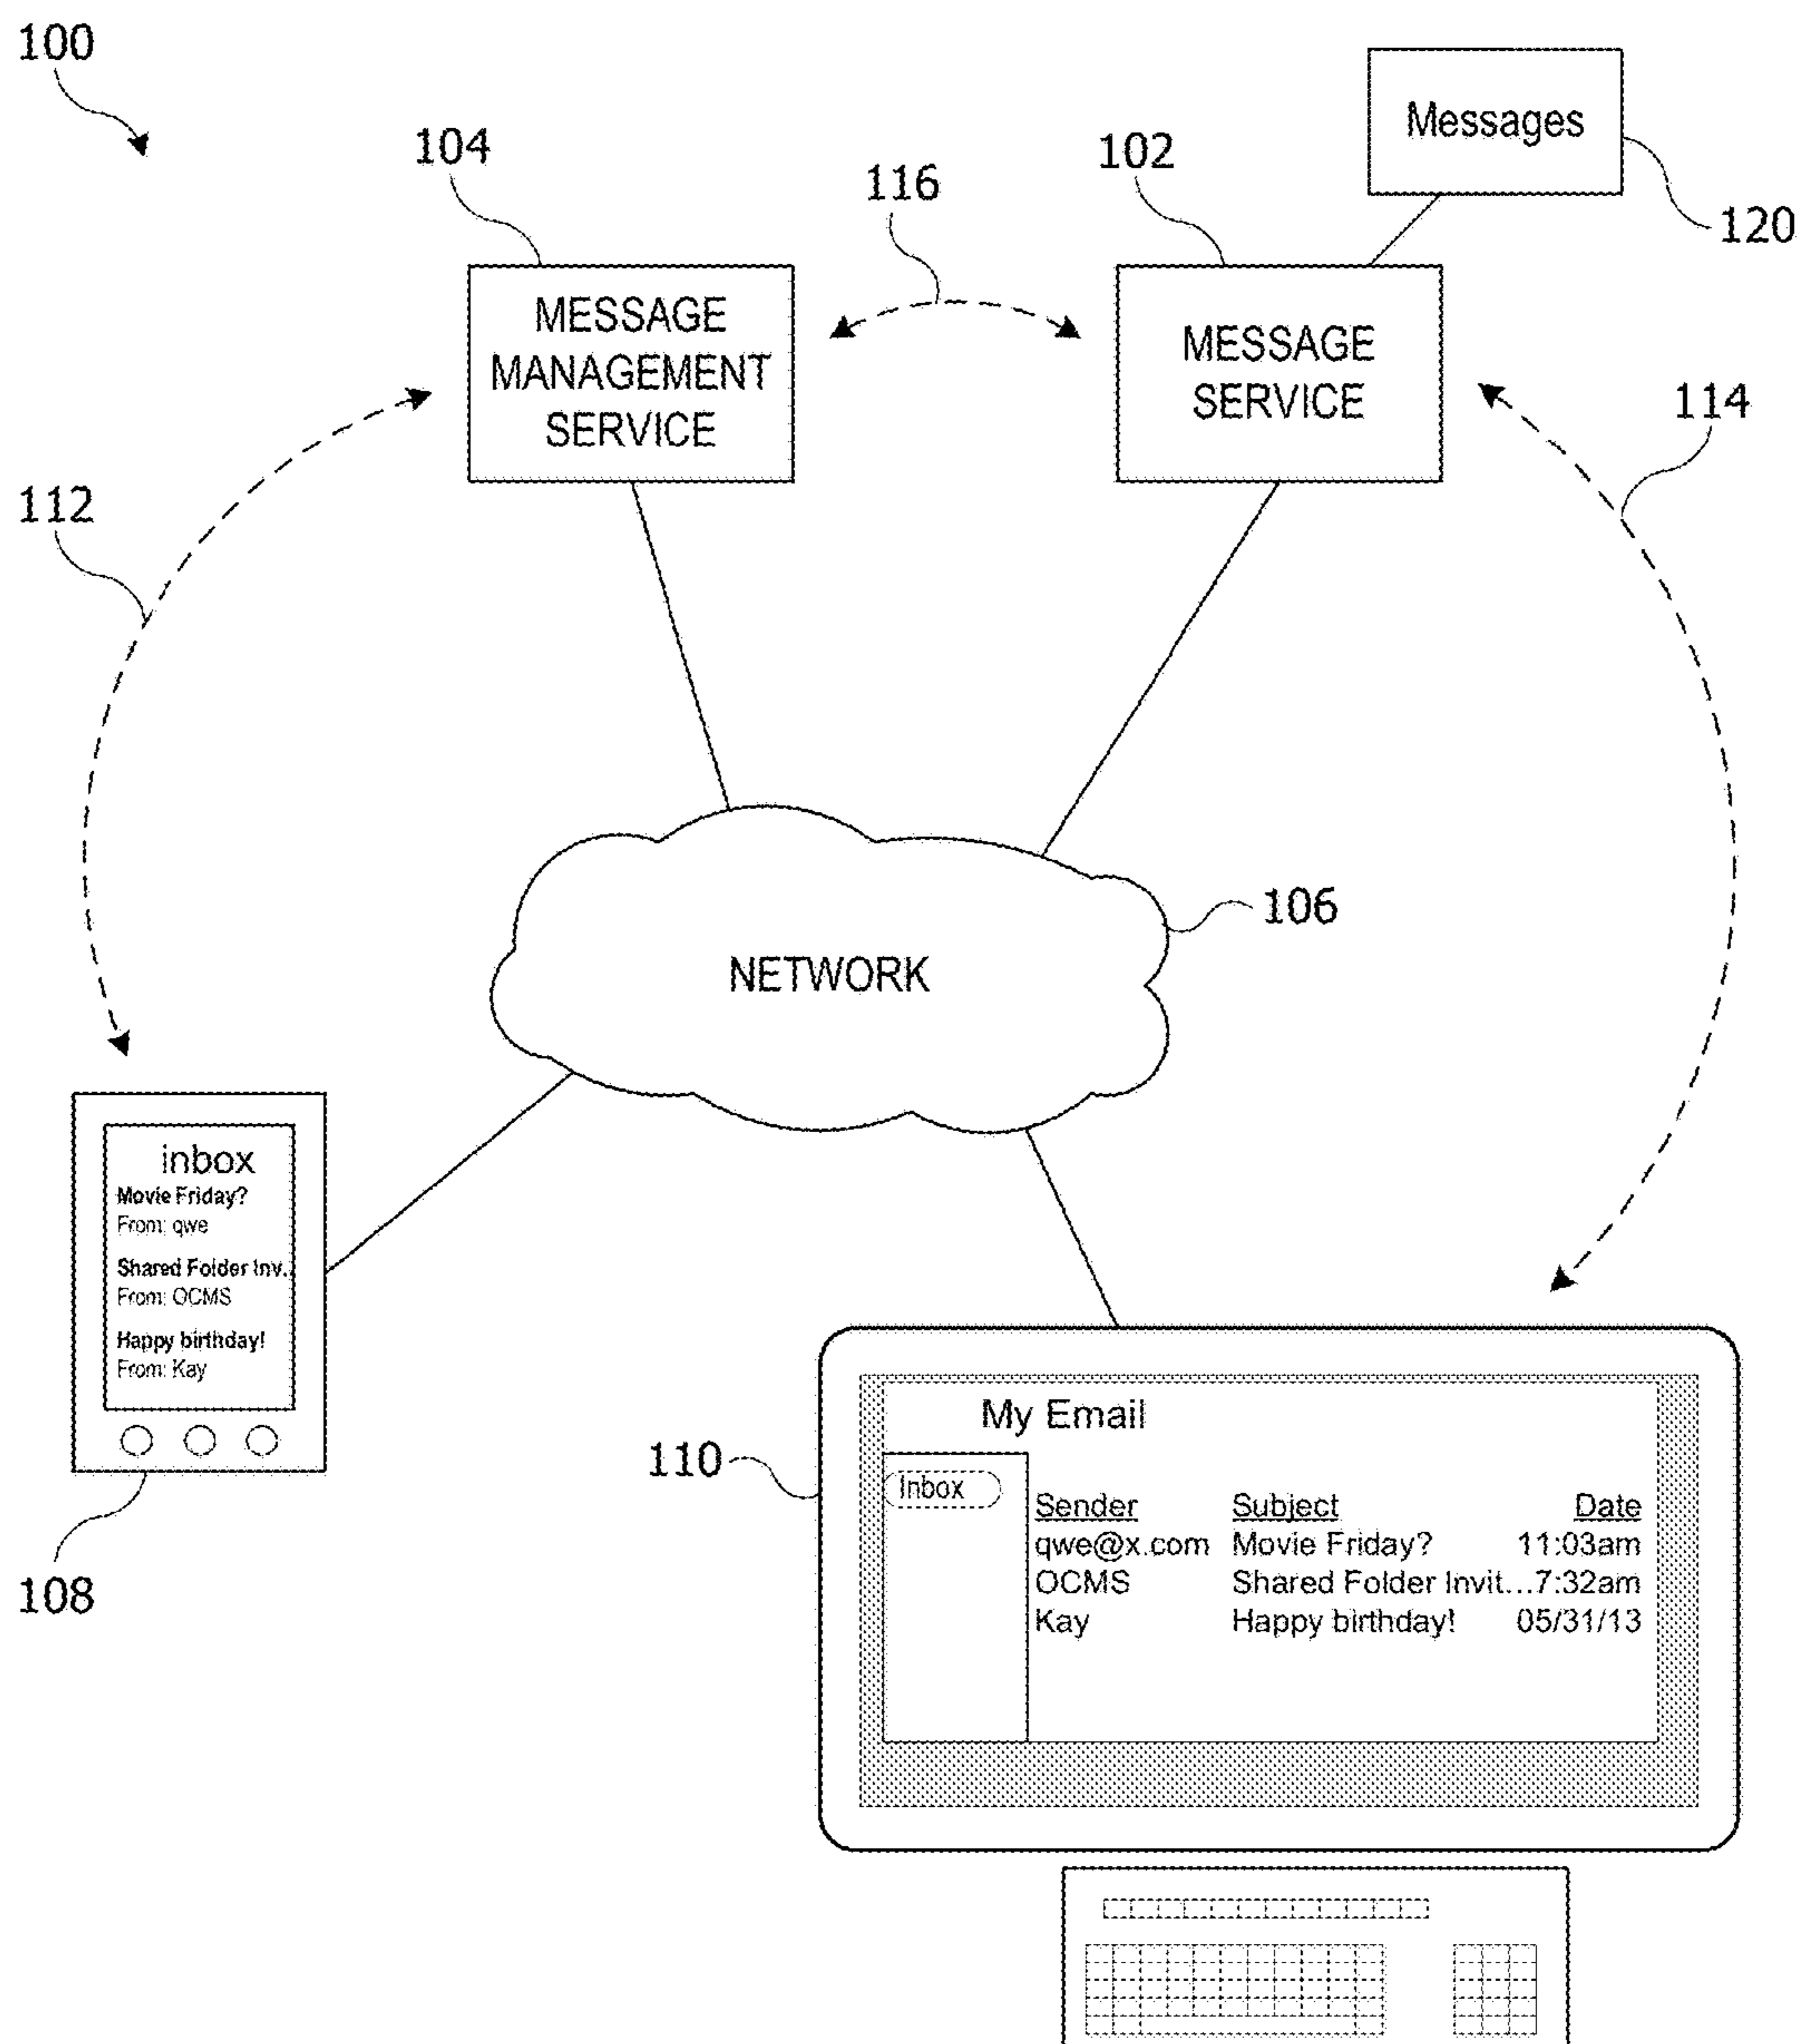 100
Messages
120
104
116
102
MESSAGE
MANAGEMENT
SERVICE
MESSAGE
SERVICE
114
112
106
NETWORK
inbox
Movie Friday?
From: qwe
Shared Folder Inv..
From: OCMS
Happy birthday!
From: Kay
108
110
My Email
Inbox
Sender Subject Date
qwe@x.com Movie Friday? 11:03am
OCMS Shared Folder Invit...7:32am
Kay Happy birthday! 05/31/13